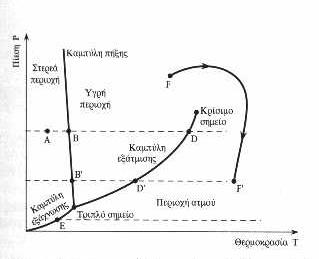 Πίεση P
Καμπύλη πήξης
Στερεά
περιοχή
Υγρή
περιοχή
F
Κρίσιμο
σημείο
A
B
D
Καμπύλη
εξάτμισης
B'
D'
F'
Καμπύλη
εξάχνωσης
Τριπλό σημείο
Περιοχή ατμού
E
Θερμοκρασία T